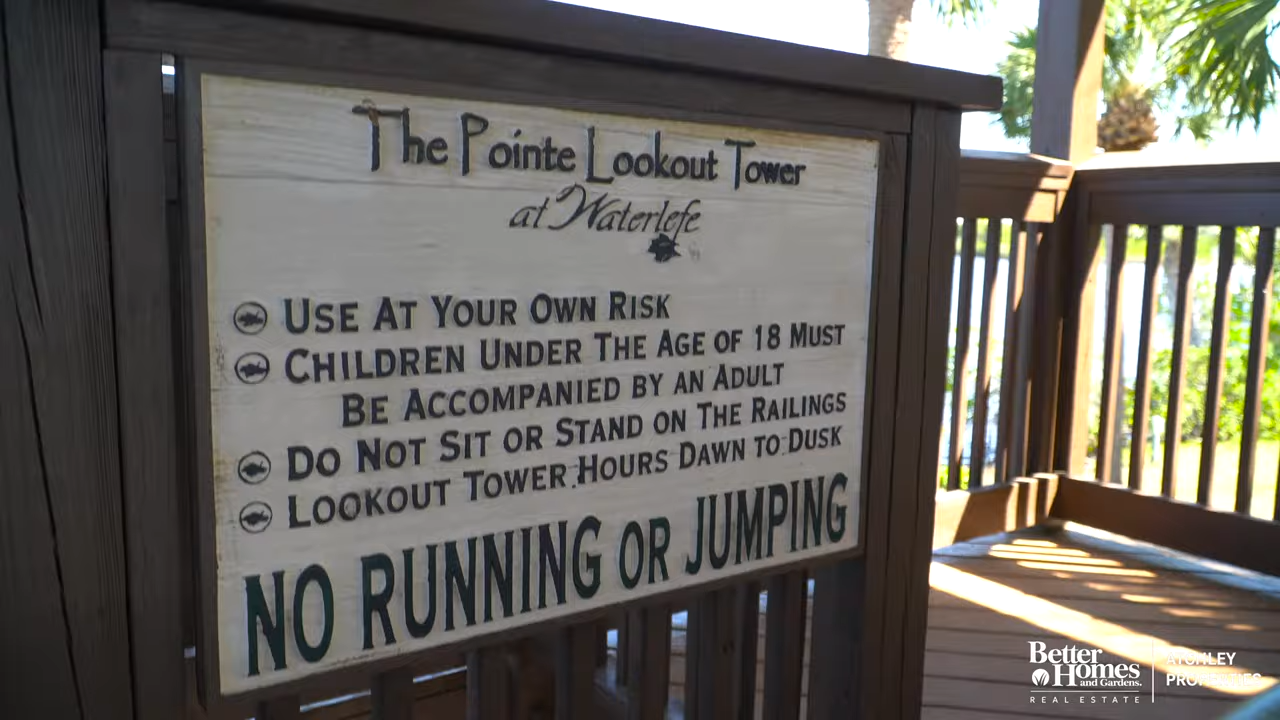 The Pointe Lookout Tower
at Waterlefe
Use At Your Own Risk
Children Under The Age of 18 Must
Be Accompanied by an Adult
Do Not Sit or Stand on The Railings
Lookout Tower Hours Dawn to Dusk
NO RUNNING OR JUMPING
Better Homes and Gardens.
REAL ESTATE
ATCHLEY
PROPERTIES